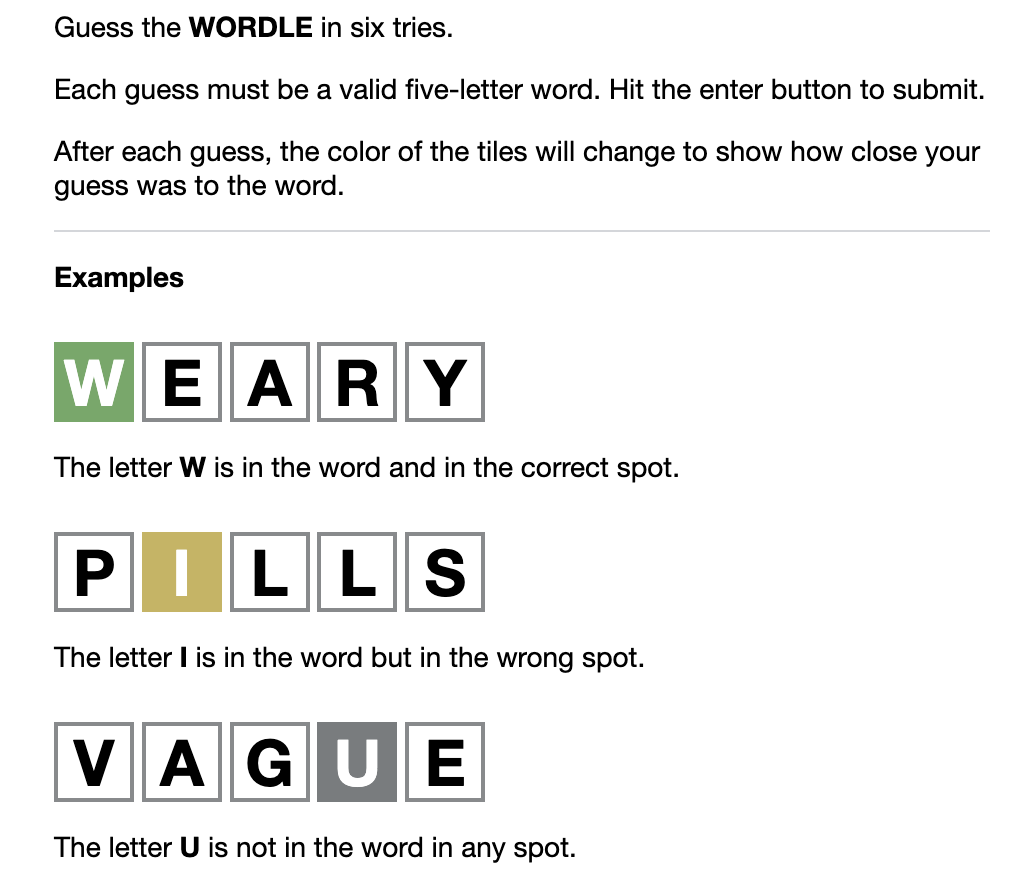 Guess the WORDLE in six tries.
Each guess must be a valid five-letter word. Hit the enter button to submit.
After each guess, the color of the tiles will change to show how close your
guess was to the word.
Examples
W E A R Y
The letter W is in the word and in the correct spot.
P I L L S
The letter I is in the word but in the wrong spot.
V A G U E
The letter U is not in the word in any spot.